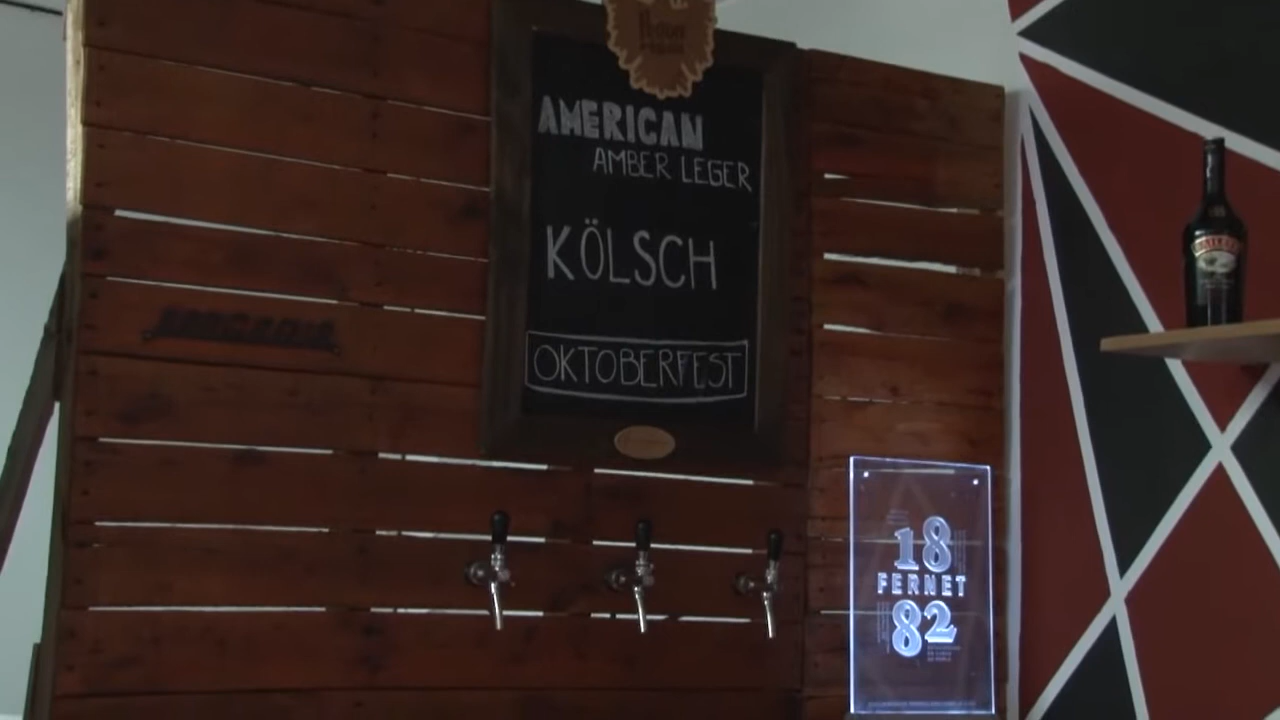 AMERICAN
AMBER LEGER
KÖLSCH
OKTOBERFEST
18
FERNET
82